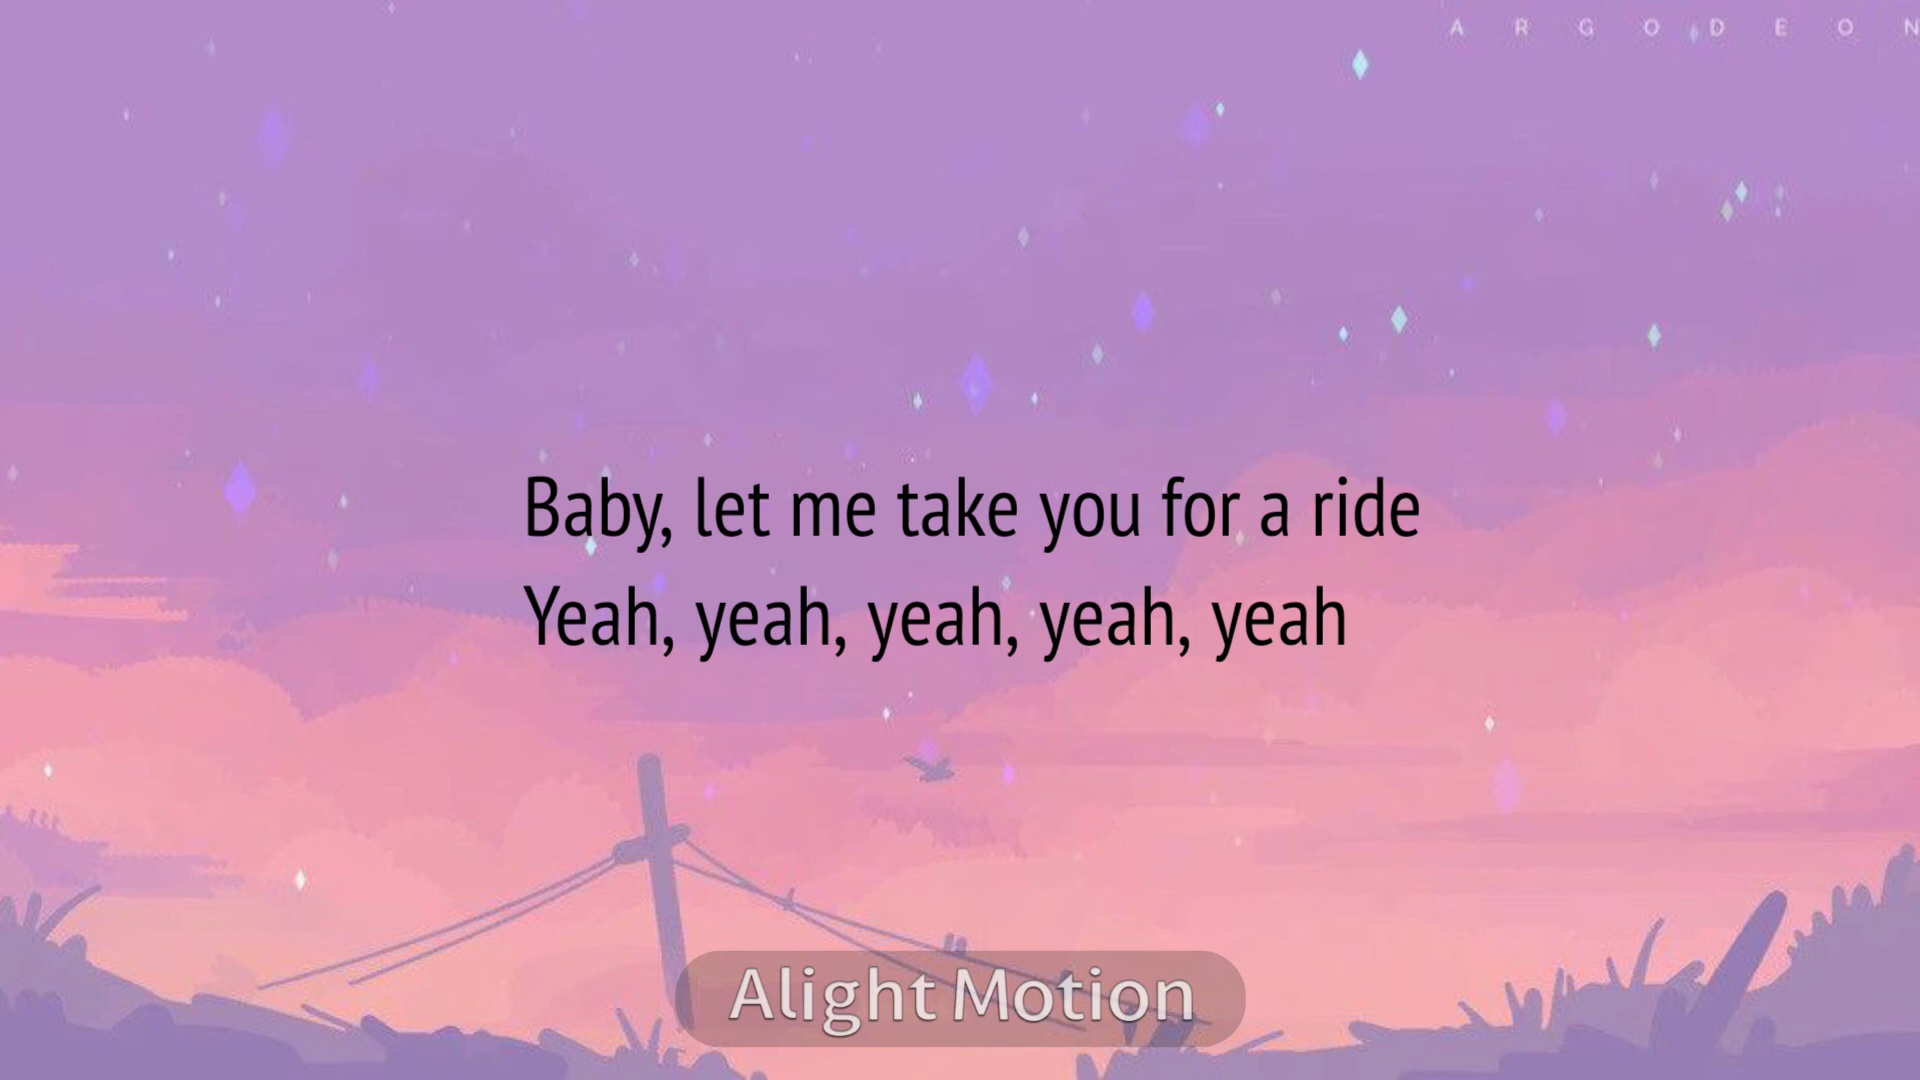 A R G O D E O N
Baby, let me take you for a ride
Yeah, yeah, yeah, yeah, yeah
Alight Motion